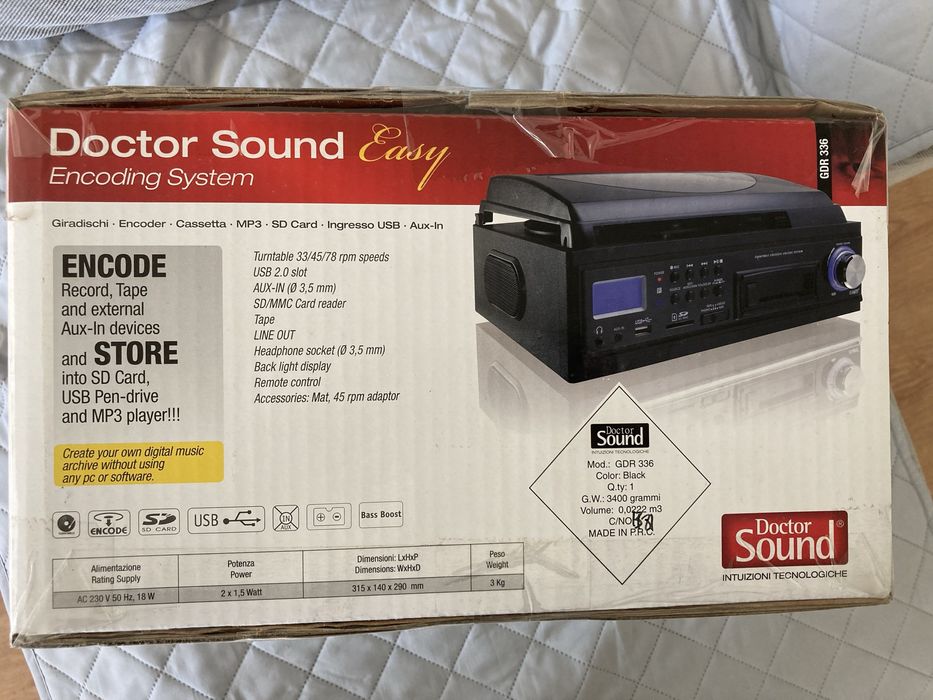 Doctor Sound Easy
Encoding System
GDR 336
Giradischi · Encoder · Cassetta · MP3 · SD Card · Ingresso USB · Aux-In
ENCODE
Record, Tape
and external
Aux-In devices
and STORE
into SD Card,
USB Pen-drive
and MP3 player!!!
Create your own digital music
archive without using
any pc or software.
Turntable 33/45/78 rpm speeds
USB 2.0 slot
AUX-IN (Ø 3,5 mm)
SD/MMC Card reader
Tape
LINE OUT
Headphone socket (Ø 3,5 mm)
Back light display
Remote control
Accessories: Mat, 45 rpm adaptor
ENCODE
SD CARD
USB
IN
AUX
Bass Boost
Alimentazione
Rating Supply
Potenza
Power
Dimensioni: LxHxP
Dimensions: WxHxD
Peso
Weight
AC 230 V 50 Hz, 18 W
2 x 1,5 Watt
315 x 140 x 290 mm
3 Kg
Doctor
Sound
INTUIZIONI TECNOLOGICHE
Mod.: GDR 336
Color: Black
Q.ty: 1
G.W.: 3400 grammi
Volume: 0,0222 m3
C/NO
MADE IN P.R.C.
Doctor
Sound®
INTUIZIONI TECNOLOGICHE